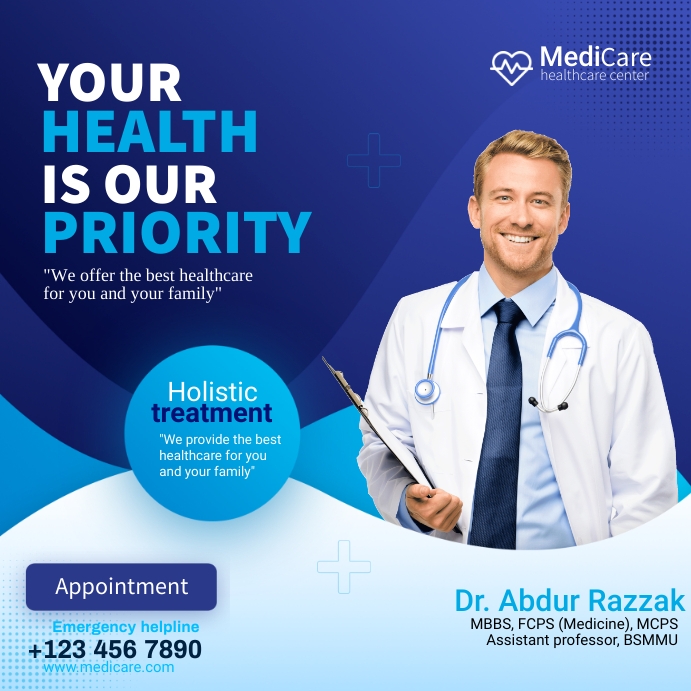 YOUR
HEALTH
IS OUR
PRIORITY
"We offer the best healthcare
for you and your family"
MediCare
healthcare center
Holistic
treatment
"We provide the best
healthcare for you
and your family"
Appointment
Emergency helpline
+123 456 7890
www.medicare.com
Dr. Abdur Razzak
MBBS, FCPS (Medicine), MCPS
Assistant professor, BSMMU